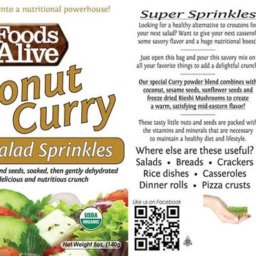 into a nutritional powerhouse!
Foods
Alive
onut
Curry
alad Sprinkles
nd seeds, soaked, then gently dehydrated
delicious and nutritious crunch
USDA
ORGANIC
Net Weight 5oz. (140g
Super Sprinkles
Looking for a healthy alternative to croutons for
your next salad? Want to give your next casserole
some savory flavor and a huge nutritional boost
Just open this bag and pour this savory mix on
all your favorite things to add a delightful crunch
Our special Curry powder blend combines with
coconut, sesame seeds, sunflower seeds and
freeze dried Rieshi Mushrooms to create
a warm, satisfying mid-eastern flavor!
These tasty little nuts and seeds are packed with
the vitamins and minerals that are necessary
to maintain a healthy diet and lifestyle.
Where else are these useful?
Salads • Breads • Crackers
Rice dishes • Casseroles
Dinner rolls • Pizza crusts
Like us on facebook